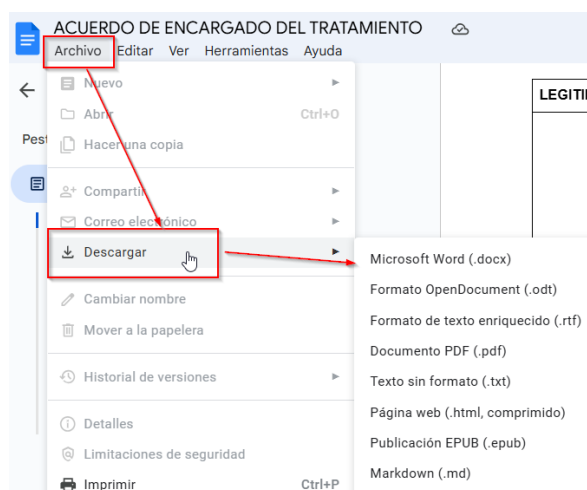 ACUERDO DE ENCARGADO DEL TRATAMIENTO
Archivo Editar Ver Herramientas Ayuda
Nuevo
Abrir Ctrl+O
Hacer una copia
Compartir
Correo electrónico
Descargar
Cambiar nombre
Mover a la papelera
Historial de versiones
Detalles
Limitaciones de seguridad
Imprimir Ctrl+P
Pest
LEGITI
Microsoft Word (.docx)
Formato OpenDocument (.odt)
Formato de texto enriquecido (.rtf)
Documento PDF (.pdf)
Texto sin formato (.txt)
Página web (.html, comprimido)
Publicación EPUB (.epub)
Markdown (.md)